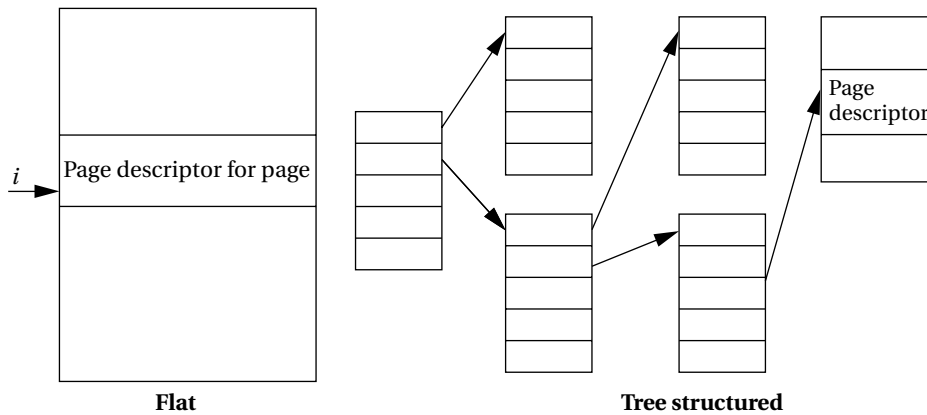 i
Page descriptor for page
Page
descriptor
Flat
Tree structured